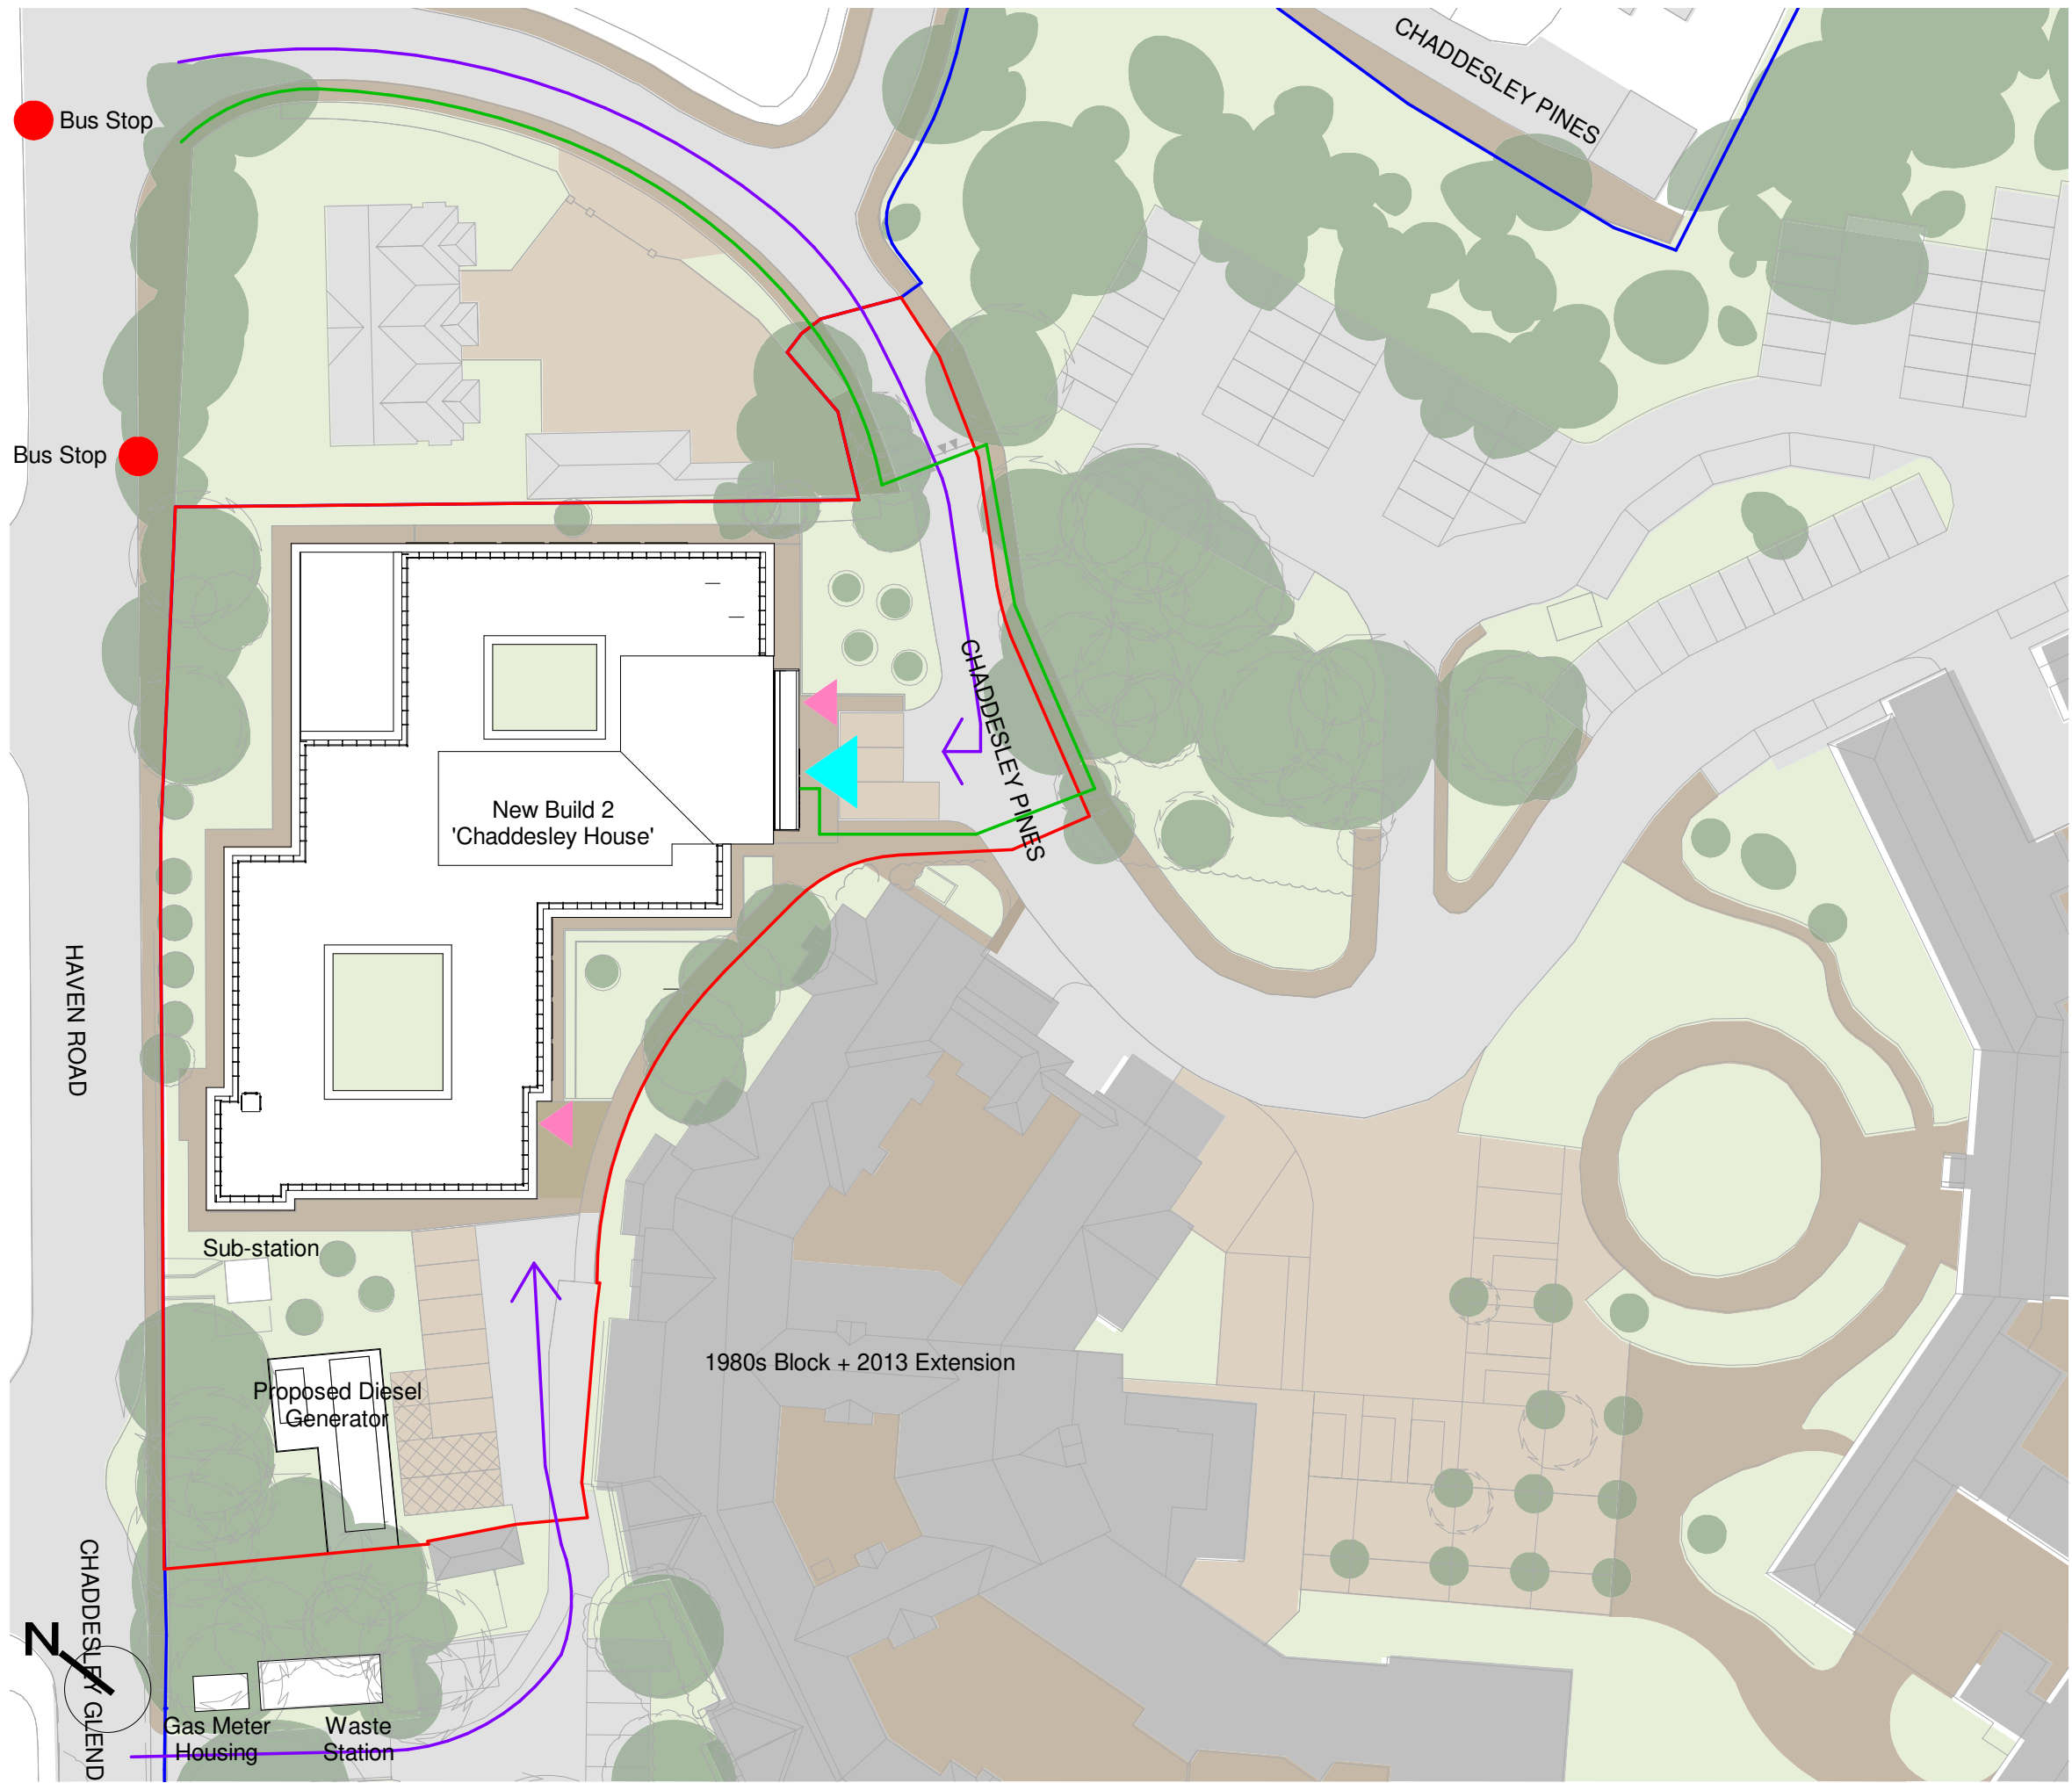 CHADDESLEY PINES
Bus Stop
Bus Stop
CHADDESLEY PINES
New Build 2
'Chaddesley House'
HAVEN ROAD
Sub-station
1980s Block + 2013 Extension
Proposed Diesel
Generator
CHADDESLEY GLEND
N
Gas Meter
Housing
Waste
Station